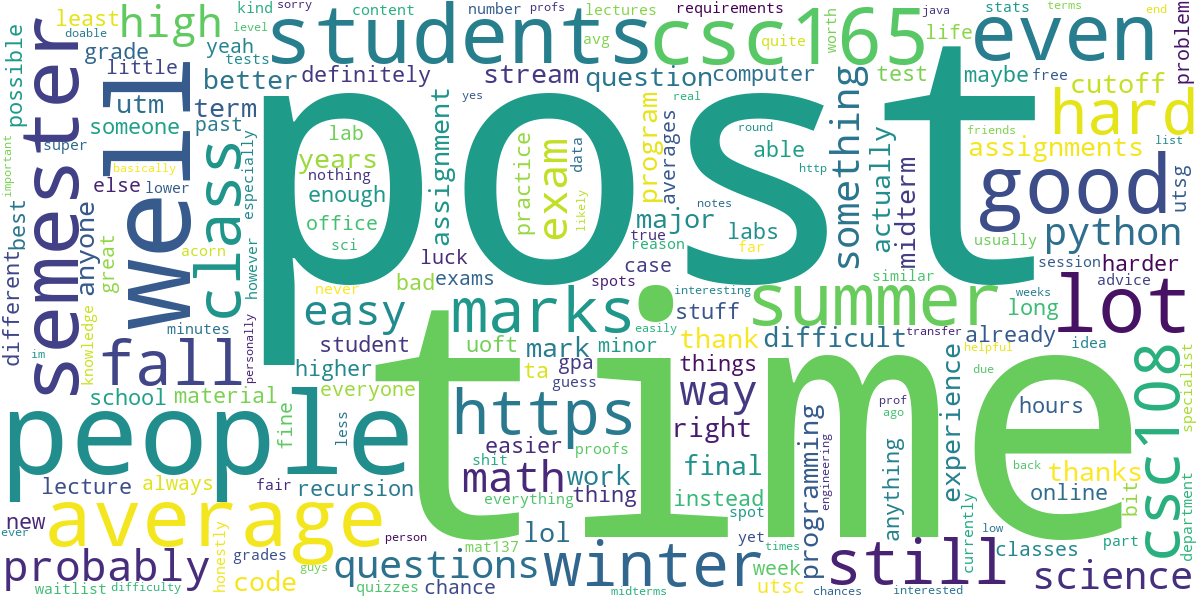 least
high
kind
level
sorry
profs
content
number
lectures
requirements
java
stats
terms
end
doable
students
csc165
life
even
problem
possible
semester
grade
yeah
tests
avg
quite
worth
little
better
definitely
stream
question
computer
test
maybe
free
cutoff
well
utm
term
someone
past
super
else
lower
basically
important
class
especially
however
post
yes
lab
years
nothing
enough
office
sci
assignment
practice
exam
data
likely
program
averages
real
round
able
http
notes
major
labs
true
reason
far
something
actually
midterm
friends
list
hard
assignments
good
utsg
usually
python
anyone
best
different
great
acorn
luck
exams
bad
case
spots
similar
session
harder
advice
never
interesting
weeks
minutes
knowledge
im
personally
easy
marks
easily
stuff
summer
long
lot
already
idea
transfer
helpful
due
fall
student
higher
uoft
mark
minor
thank
difficult
things
ta
gpa
guess
school
material
everyone
fine
less
people
time
https
way
right
prof
ago
experience
hours
csc108
specialist
easier
proofs
shit
math
work
everything
thing
final
instead
programming
engineering
anything
back
thanks
online
bit
department
lecture
always
fair
recursion
new
ever
average
honestly
person
mat137
lol
spot
yet
currently
low
classes
part
probably
code
grades
guys
questions
winter
times
week
utsc
still
science
waitlist
difficulty
quizzes
chance
midterms
chances
interested